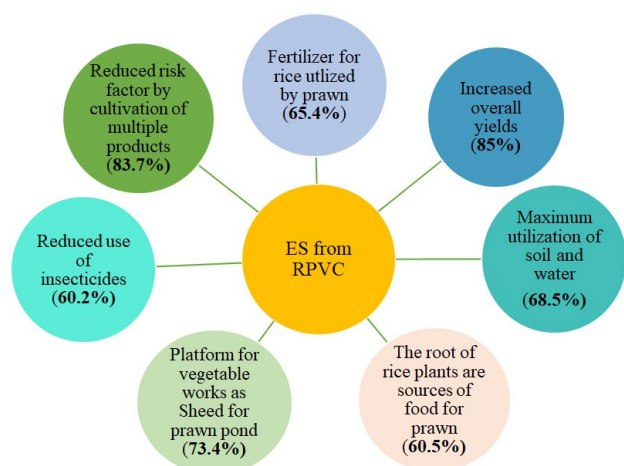 Fertilizer for
rice utlized
by prawn
(65.4%)
Reduced risk
factor by
cultivation of
multiple
products
(83.7%)
Increased
overall
yields
(85%)
Reduced use
of
insecticides
(60.2%)
ES from
RPVC
Maximum
utilization of
soil and
water
(68.5%)
Platform for
vegetable
works as
Sheed for
prawn pond
(73.4%)
The root of
rice plants are
sources of
food for
prawn
(60.5%)